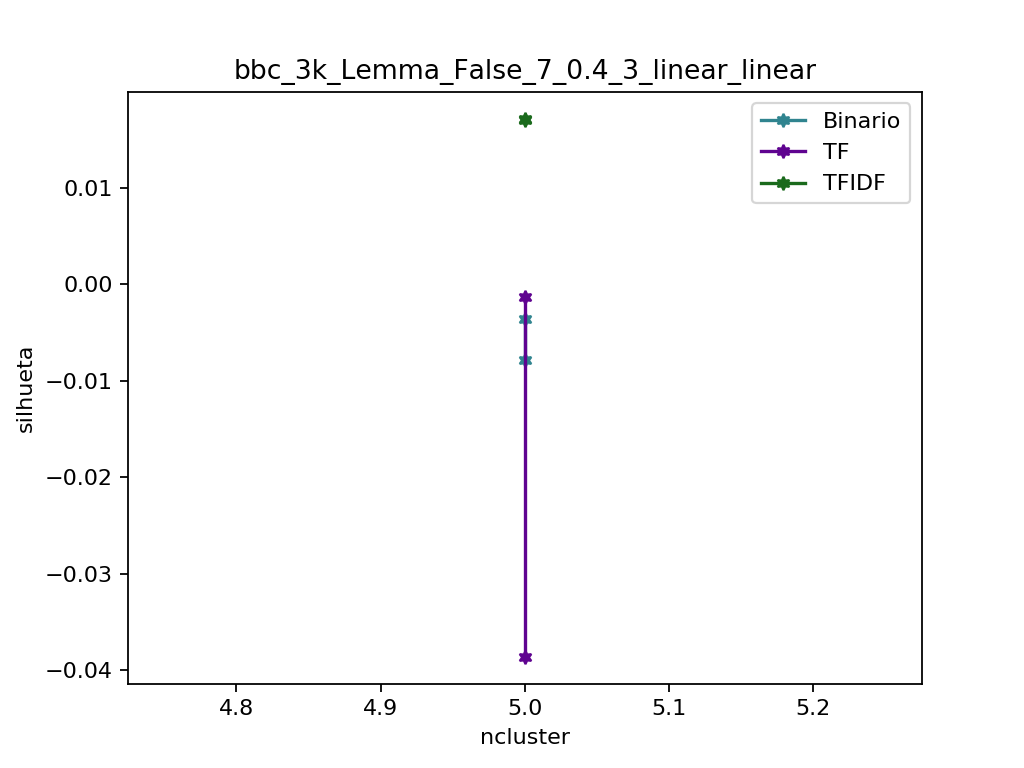 bbc_3k_Lemma_False_7_0.4_3_linear_linear
Binario
TF
TFIDF
0.01
0.00
−0.01
−0.02
−0.03
−0.04
silhueta
4.8 4.9 5.0 5.1 5.2
ncluster